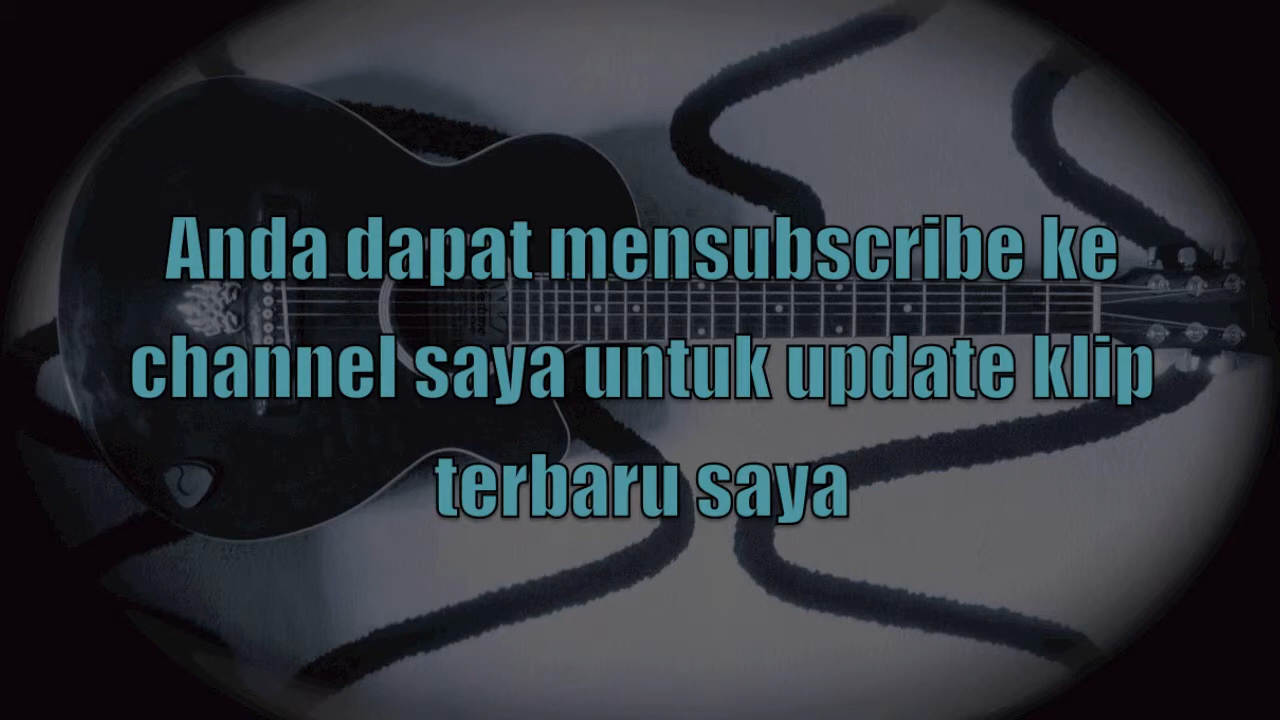 Anda dapat mensubscribe ke
channel saya untuk update klip
terbaru saya